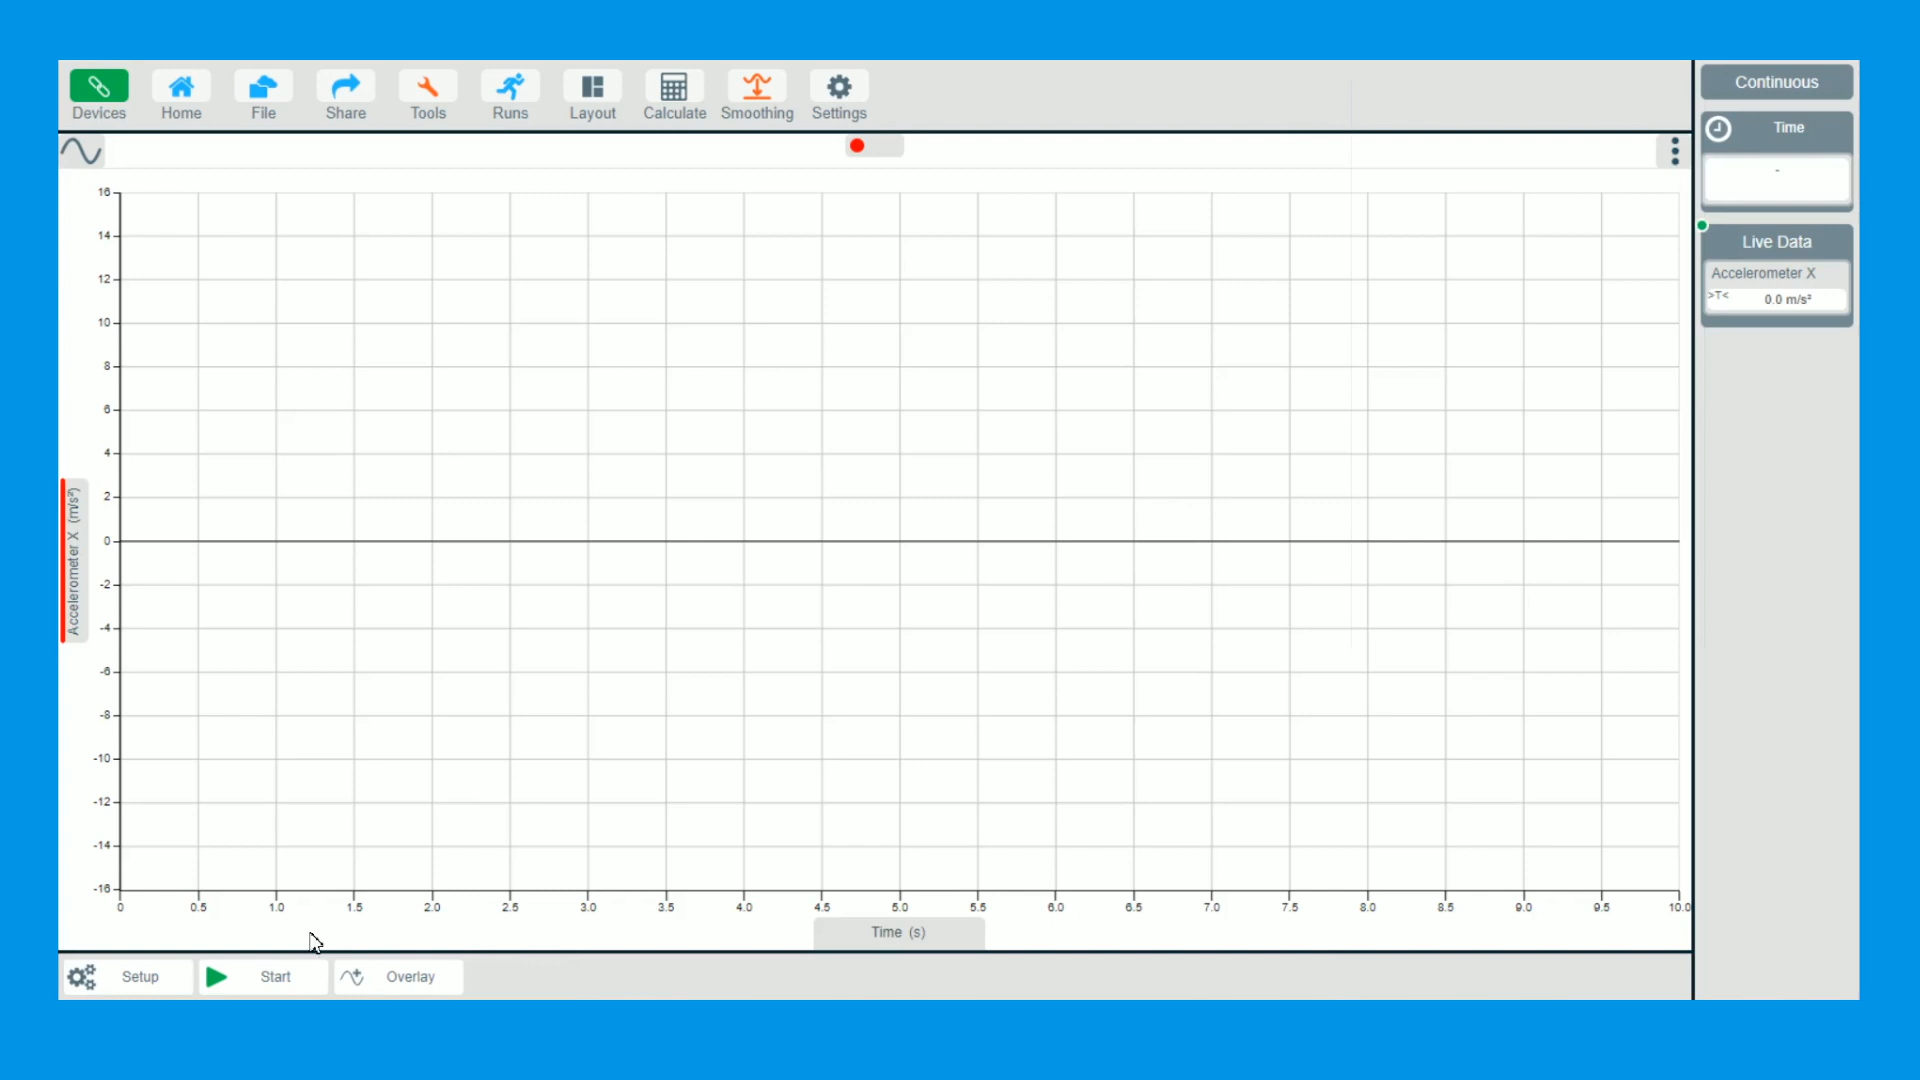 Devices Home File Share Tools Runs Layout Calculate Smoothing Settings
Continuous
Time
-
Live Data
Accelerometer X
>T< 0.0 m/s²
16
14
12
10
8
6
4
2
0
-2
-4
-6
-8
-10
-12
-14
-16
Accelerometer X (m/s²)
0 0.5 1.0 1.5 2.0 2.5 3.0 3.5 4.0 4.5 5.0 5.5 6.0 6.5 7.0 7.5 8.0 8.5 9.0 9.5 10.0
Time (s)
Setup Start Overlay